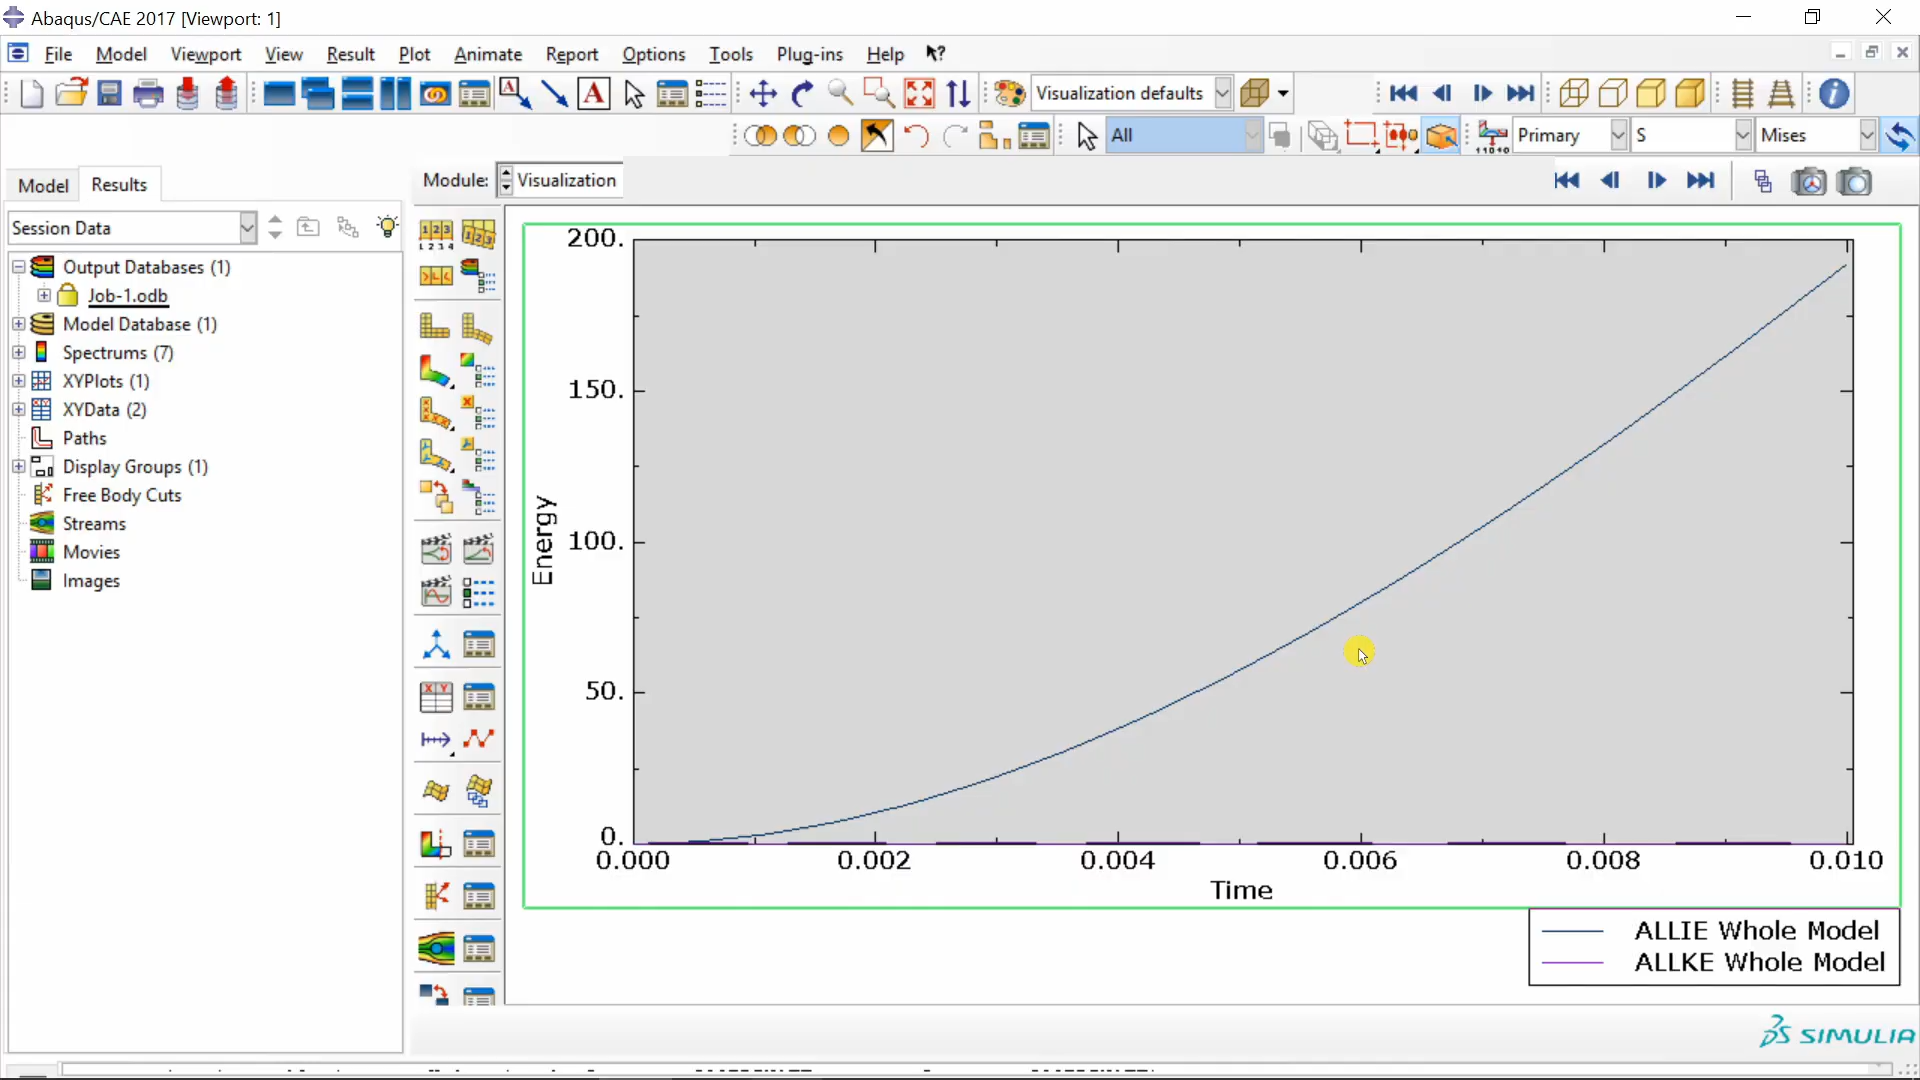 Abaqus/CAE 2017 [Viewport: 1]
File Model Viewport View Result Plot Animate Report Options Tools Plug-ins Help ?
A A Visualization defaults i
All Primary S Mises
Model Results
Module: Visualization
Session Data
Output Databases (1)
Job-1.odb
Model Database (1)
Spectrums (7)
XYPlots (1)
XYData (2)
Paths
Display Groups (1)
Free Body Cuts
Streams
Movies
Images
X Y
200.
150.
100.
50.
0.
Energy
0.000 0.002 0.004 0.006 0.008 0.010
Time
ALLIE Whole Model
ALLKE Whole Model
SIMULIA